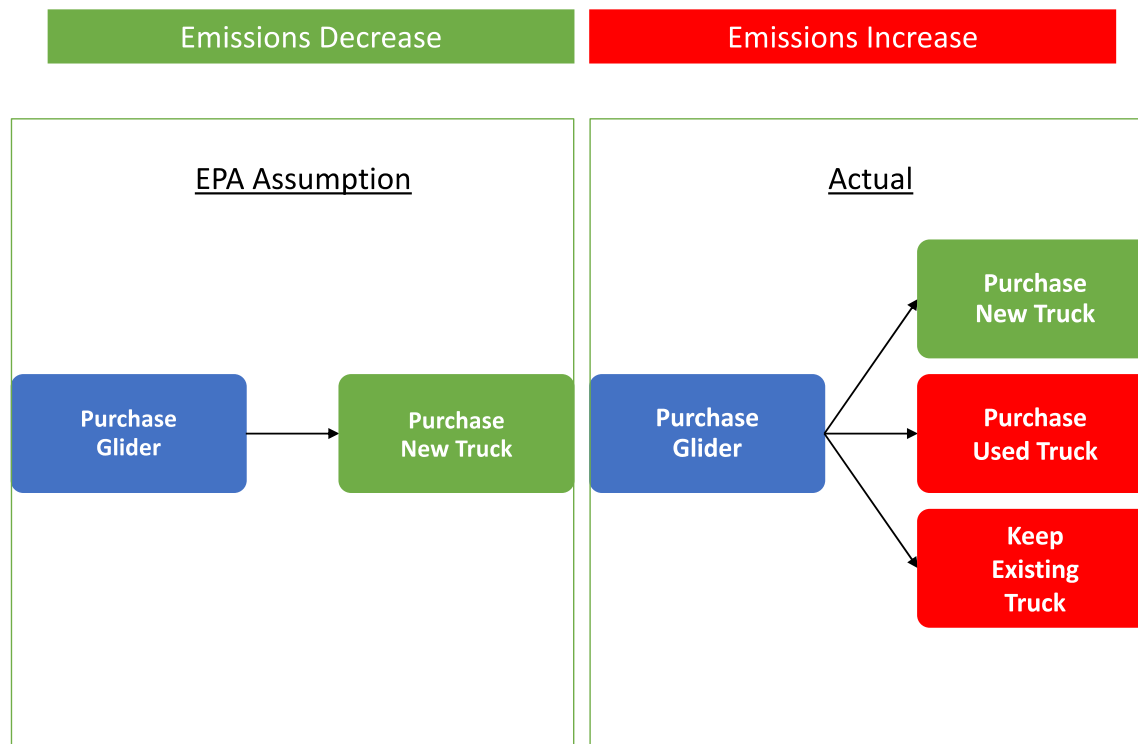 Emissions Decrease
Emissions Increase
EPA Assumption
Purchase
Glider
Purchase
New Truck
Actual
Purchase
Glider
Purchase
New Truck
Purchase
Used Truck
Keep
Existing
Truck